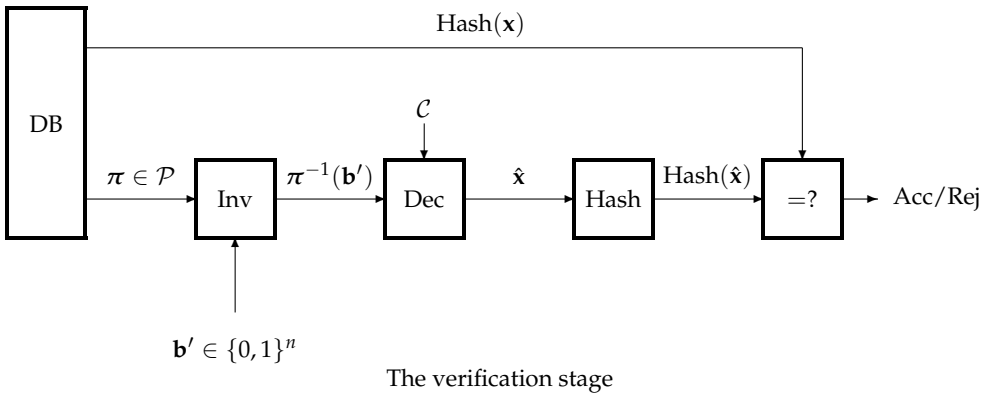 Hash(𝐱)
DB
𝒞
𝝅 ∈ 𝒫
Inv
𝝅⁻¹(𝐛′)
Dec
𝐱̂
Hash
Hash(𝐱̂)
=?
Acc/Rej
𝐛′ ∈ {0, 1}ⁿ
The verification stage